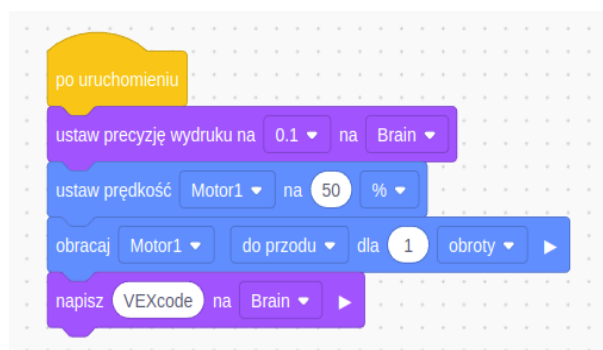 po uruchomieniu
ustaw precyzję wydruku na 0.1 na Brain
ustaw prędkość Motor1 na 50 %
obracaj Motor1 do przodu dla 1 obroty
napisz VEXcode na Brain